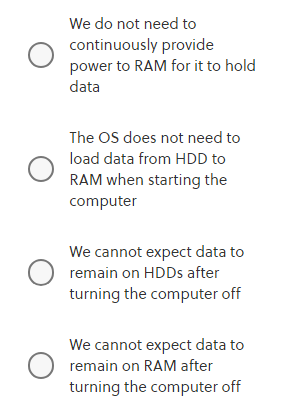 We do not need to
continuously provide
power to RAM for it to hold
data
The OS does not need to
load data from HDD to
RAM when starting the
computer
We cannot expect data to
remain on HDDs after
turning the computer off
We cannot expect data to
remain on RAM after
turning the computer off